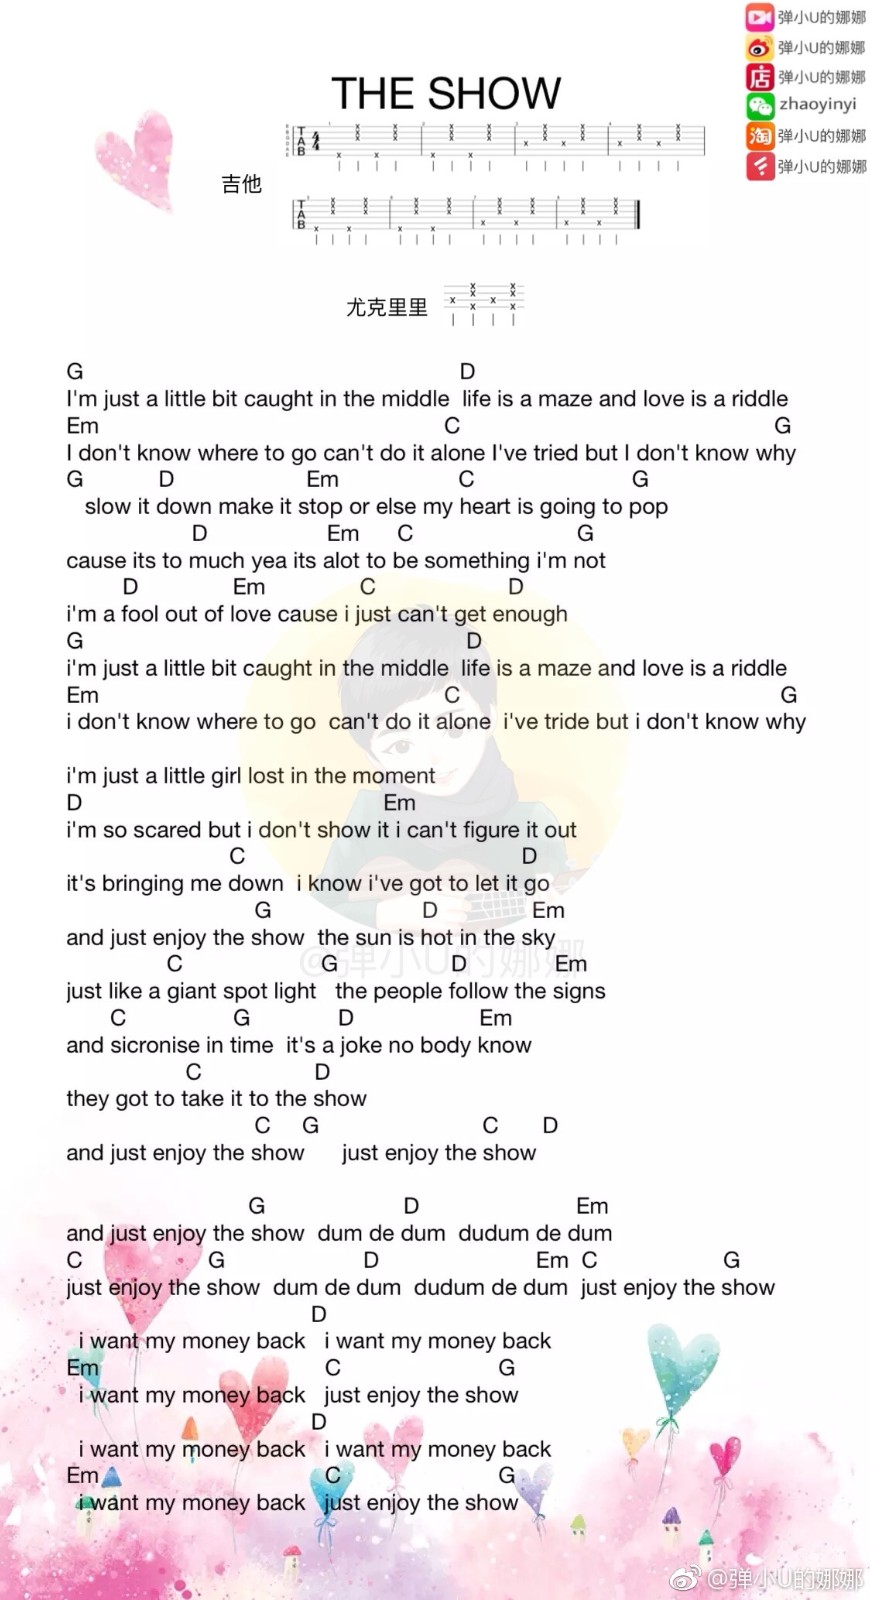 弹小U的娜娜
弹小U的娜娜
店 弹小U的娜娜
zhaoyinyi
淘 弹小U的娜娜
弹小U的娜娜
THE SHOW
吉他
尤克里里
G D
I'm just a little bit caught in the middle life is a maze and love is a riddle
Em C G
I don't know where to go can't do it alone I've tried but I don't know why
G D Em C G
slow it down make it stop or else my heart is going to pop
D Em C G
cause its to much yea its alot to be something i'm not
D Em C D
i'm a fool out of love cause i just can't get enough
G D
i'm just a little bit caught in the middle life is a maze and love is a riddle
Em C G
i don't know where to go can't do it alone i've tride but i don't know why
i'm just a little girl lost in the moment
D Em
i'm so scared but i don't show it i can't figure it out
C D
it's bringing me down i know i've got to let it go
G D Em
and just enjoy the show the sun is hot in the sky
@弹小U的娜娜
C G D Em
just like a giant spot light the people follow the signs
C G D Em
and sicronise in time it's a joke no body know
C D
they got to take it to the show
C G C D
and just enjoy the show just enjoy the show
G D Em
and just enjoy the show dum de dum dudum de dum
C G D Em C G
just enjoy the show dum de dum dudum de dum just enjoy the show
D
i want my money back i want my money back
Em C G
i want my money back just enjoy the show
D
i want my money back i want my money back
Em C G
i want my money back just enjoy the show
@弹小U的娜娜